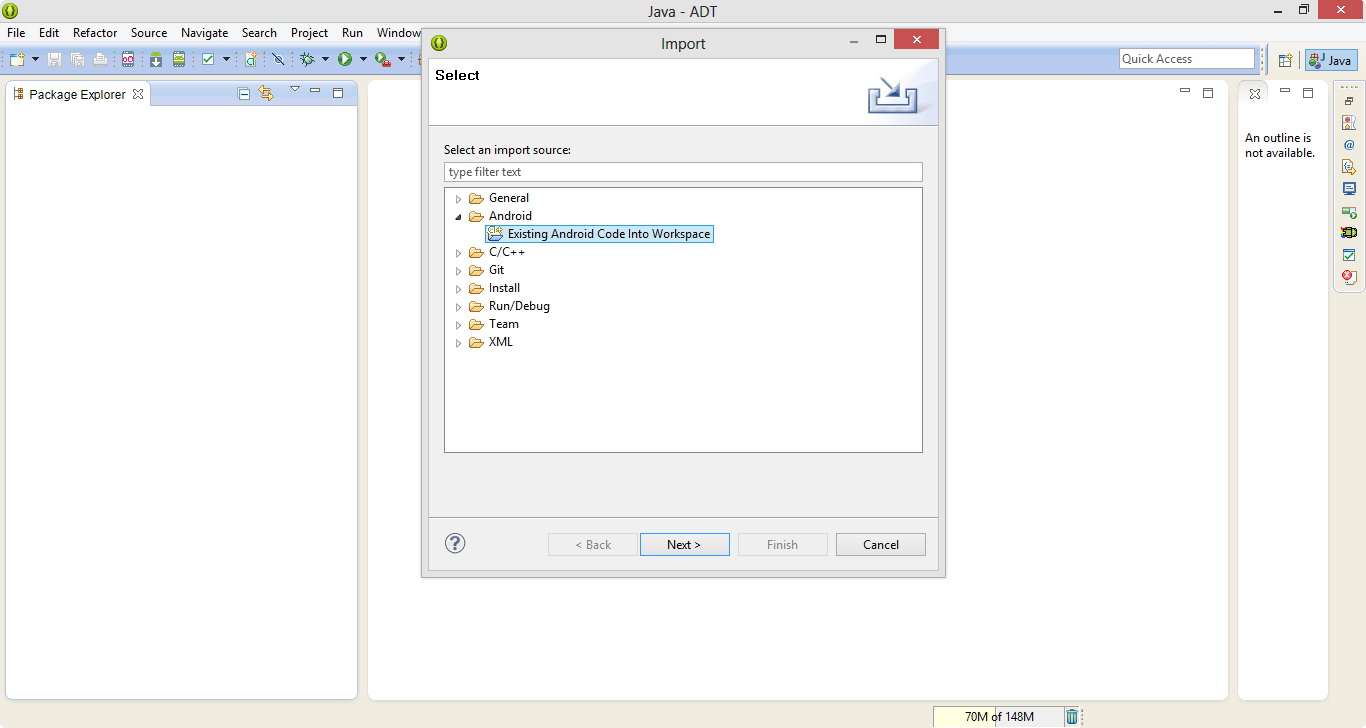 Java - ADT
File Edit Refactor Source Navigate Search Project Run Window
Quick Access
Java
Package Explorer
Import
Select
Select an import source:
type filter text
General
Android
Existing Android Code Into Workspace
C/C++
Git
Install
Run/Debug
Team
XML
< Back Next > Finish Cancel
An outline is
not available.
70M of 148M